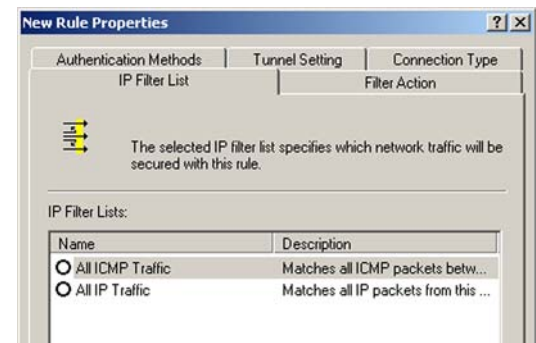 New Rule Properties
Authentication Methods Tunnel Setting Connection Type
IP Filter List Filter Action
The selected IP filter list specifies which network traffic will be
secured with this rule.
IP Filter Lists:
Name Description
All ICMP Traffic Matches all ICMP packets betw...
All IP Traffic Matches all IP packets from this ...